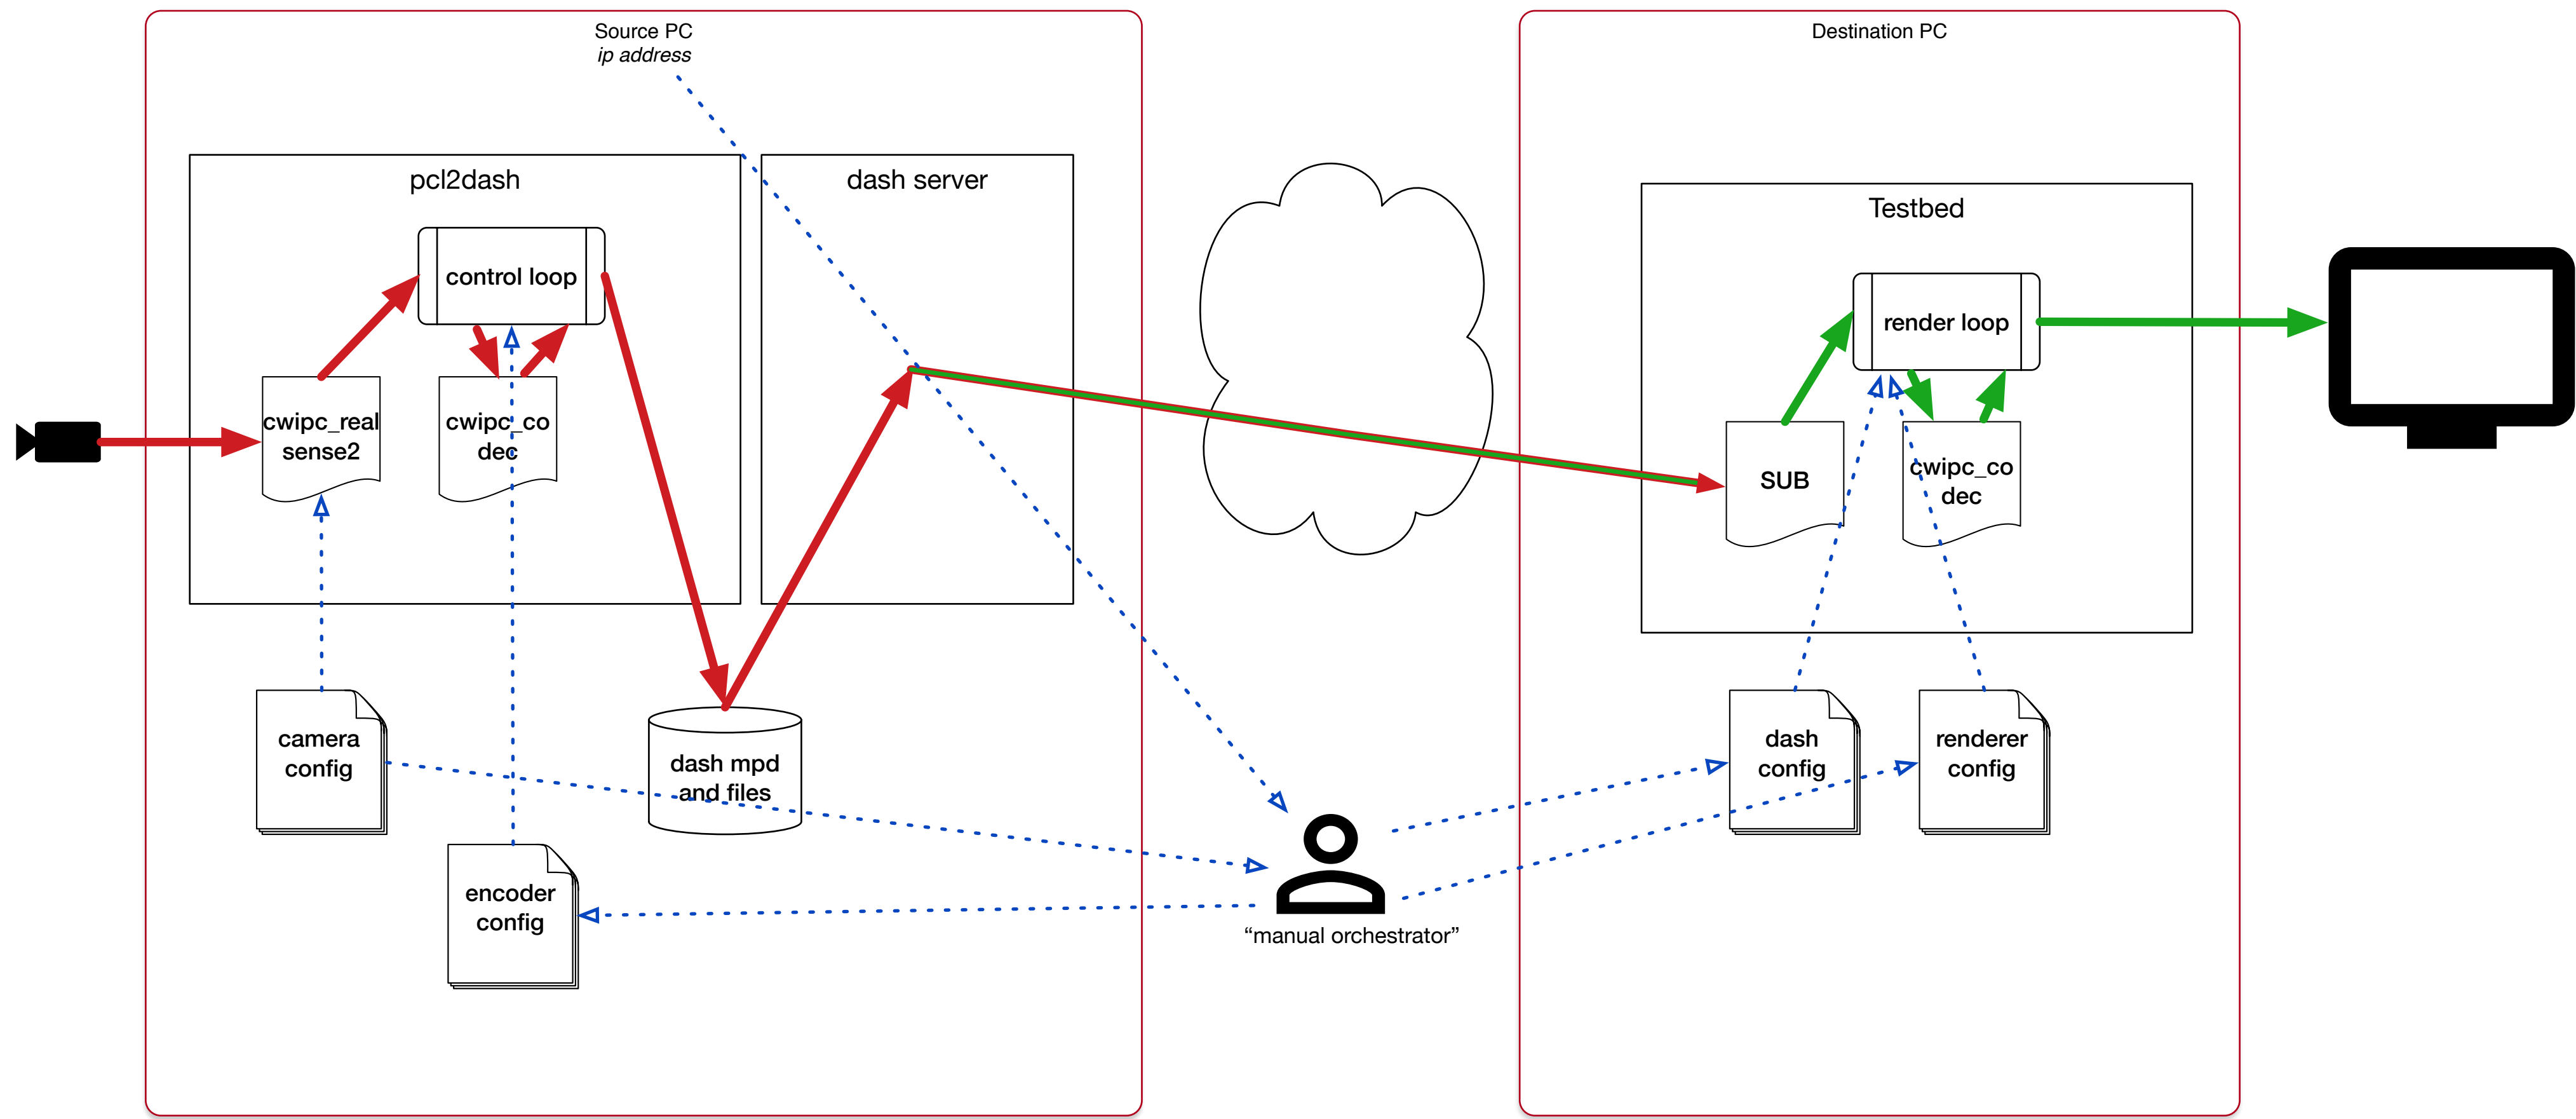 Source PC
ip address
Destination PC
pcl2dash
dash server
Testbed
control loop
render loop
cwipc_real
sense2
cwipc_co
dec
SUB
cwipc_co
dec
camera
config
dash mpd
and files
dash
config
renderer
config
encoder
config
“manual orchestrator”